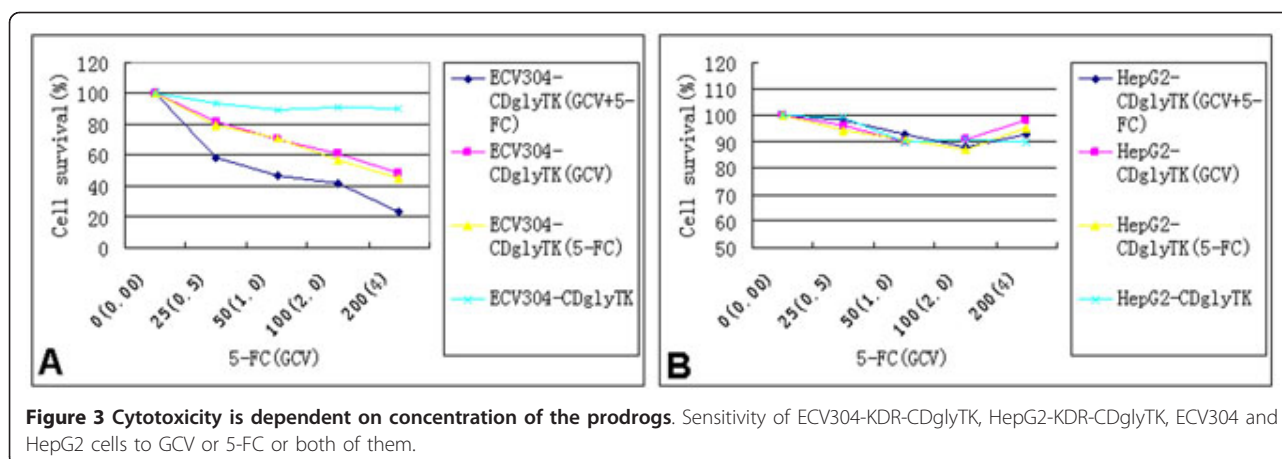 120
100
80
60
40
20
0
Cell survival(%)
0(0.00)
25(0.5)
50(1.0)
100(2.0)
200(4)
5-FC(GCV)
A
ECV304-
CDglyTK(GCV+5-
FC)
ECV304-
CDglyTK(GCV)
ECV304-
CDglyTK(5-FC)
ECV304-CDglyTK
120
110
100
90
80
70
60
50
Cell survival(%)
0(0.00)
25(0.5)
50(1.0)
100(2.0)
200(4)
5-FC(GCV)
B
HepG2-
CDglyTK(GCV+5-
FC)
HepG2-
CDglyTK(GCV)
HepG2-
CDglyTK(5-FC)
HepG2-CDglyTK
Figure 3 Cytotoxicity is dependent on concentration of the prodrogs. Sensitivity of ECV304-KDR-CDglyTK, HepG2-KDR-CDglyTK, ECV304 and
HepG2 cells to GCV or 5-FC or both of them.